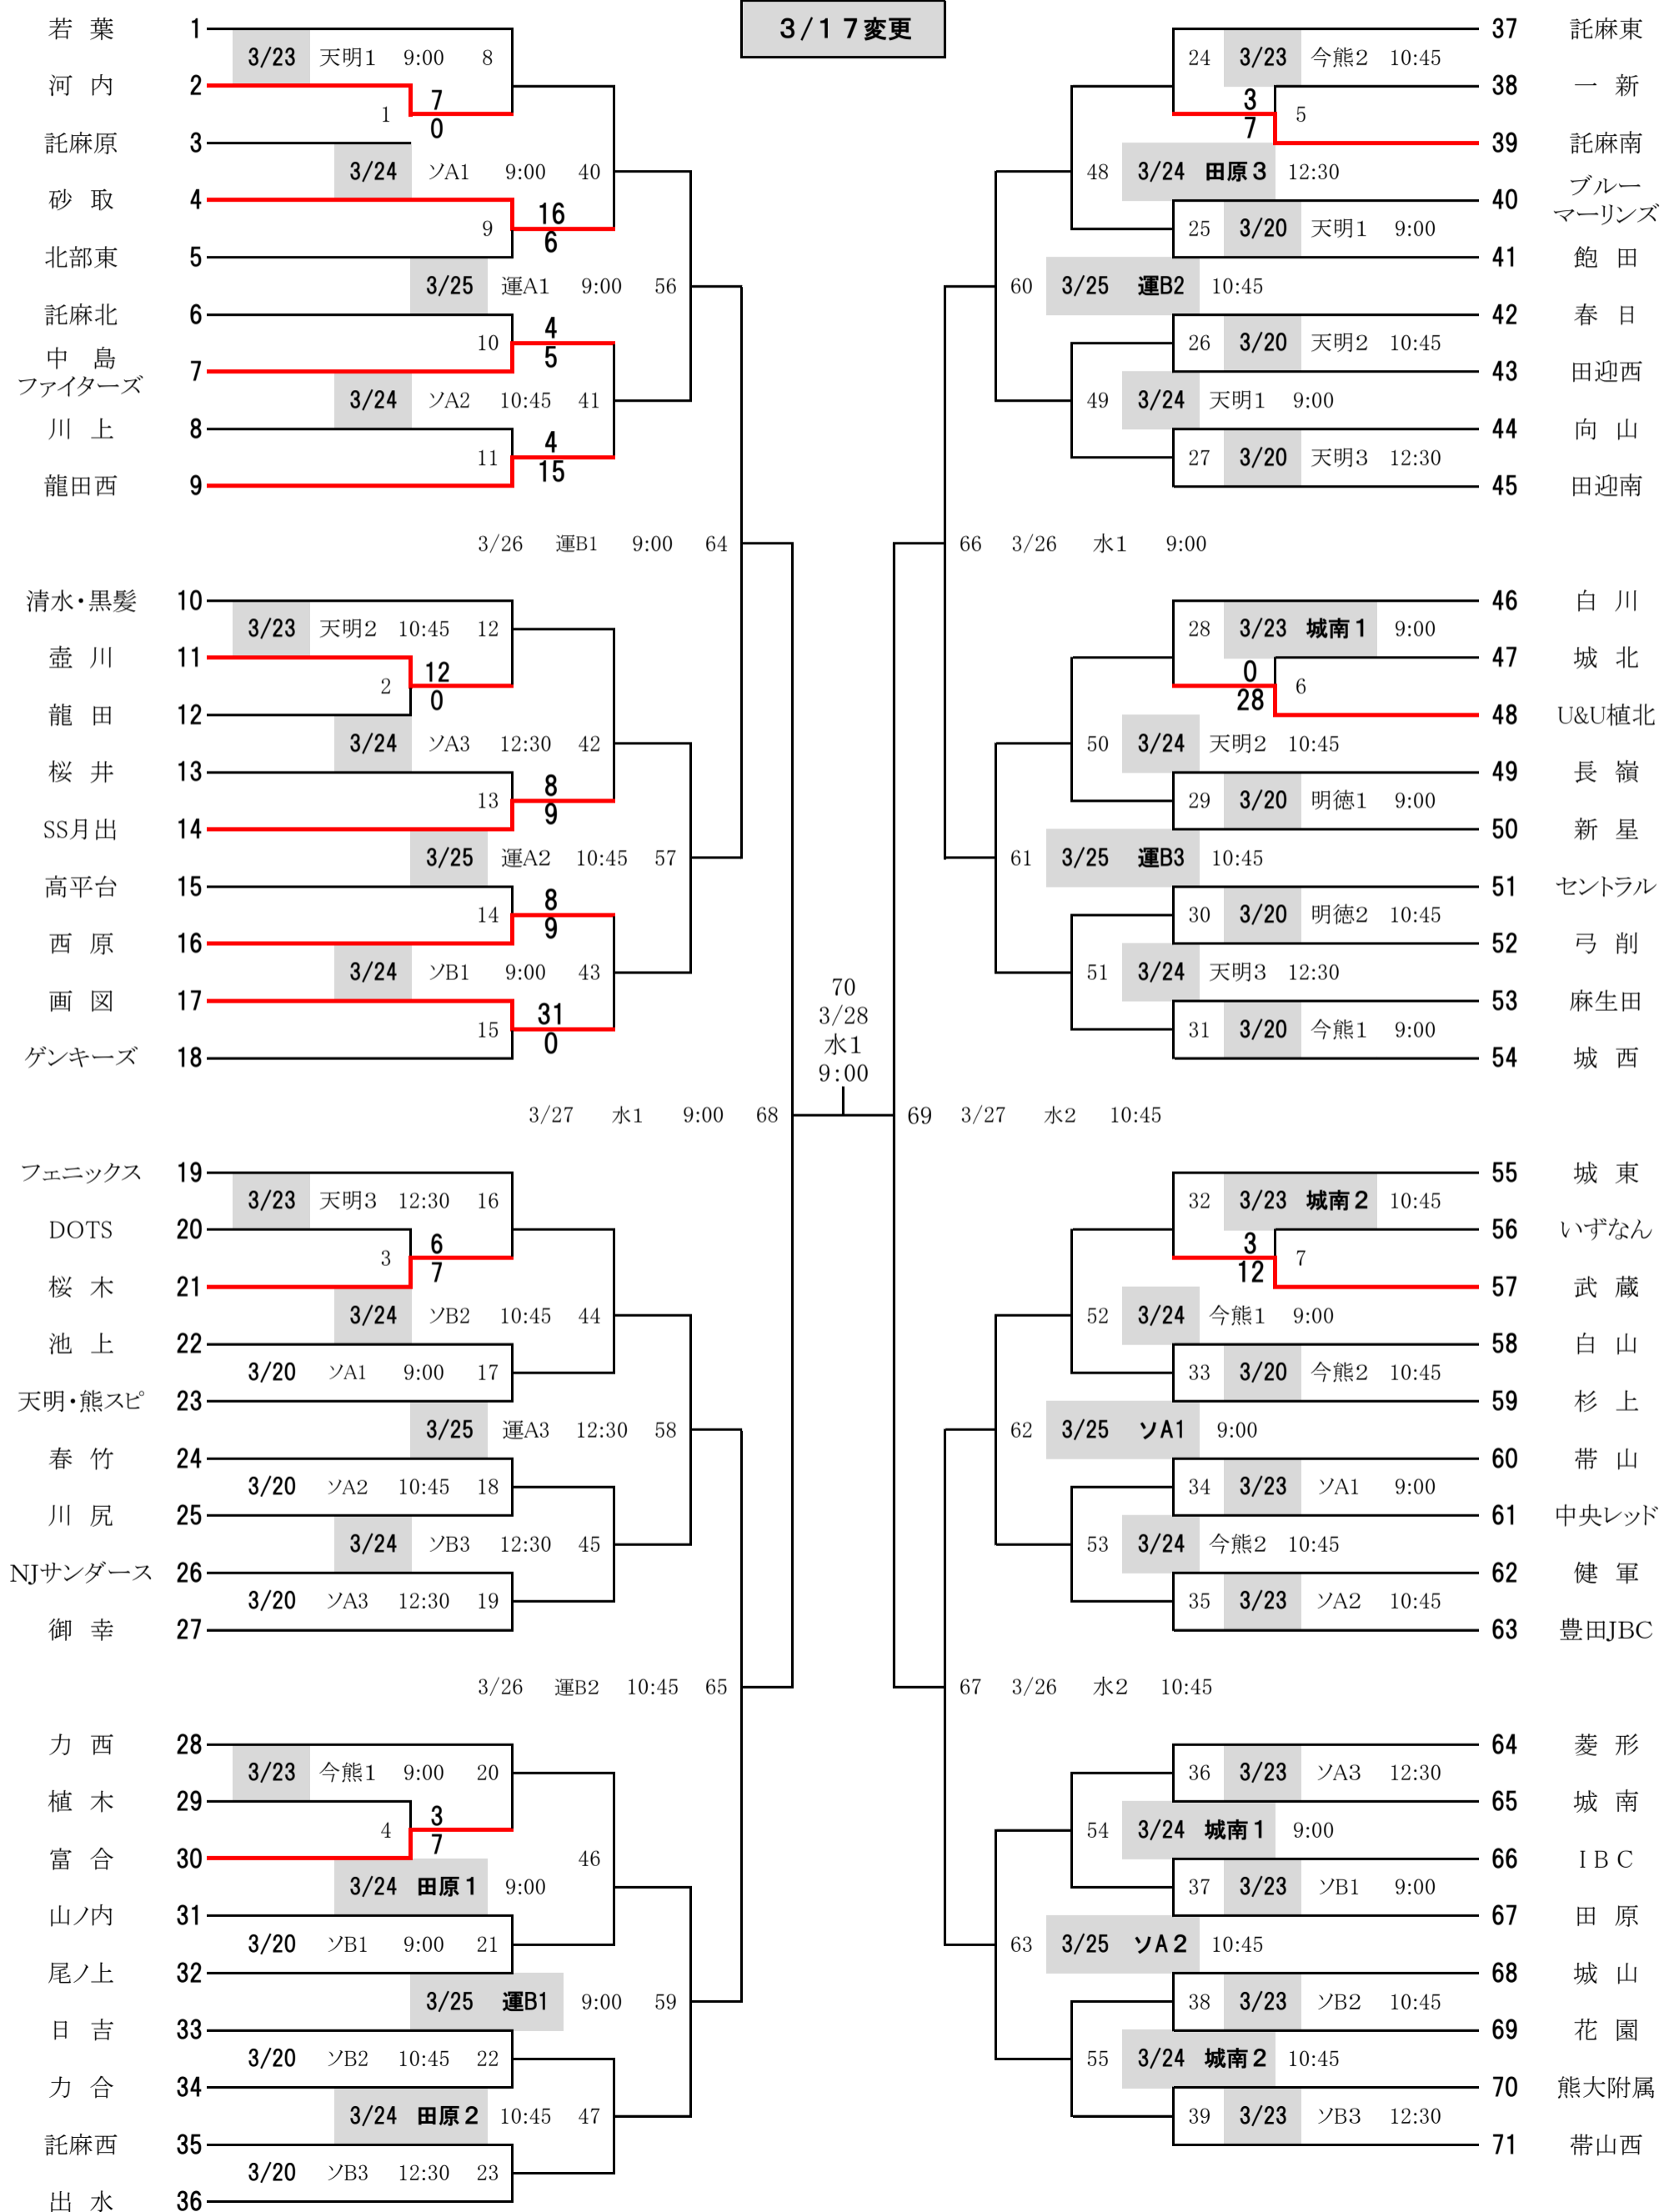 3/17変更
若 葉 1
3/23 天明1 9:00 8
河 内 2
1 7
0
託麻原 3
3/24 ソA1 9:00 40
砂 取 4
9 16
6
北部東 5
3/25 運A1 9:00 56
託麻北 6
10 4
5
中 島
ファイターズ 7
3/24 ソA2 10:45 41
川 上 8
11 4
15
龍田西 9
3/26 運B1 9:00 64
清水・黒髪 10
3/23 天明2 10:45 12
壺 川 11
2 12
0
龍 田 12
3/24 ソA3 12:30 42
桜 井 13
13 8
9
SS月出 14
3/25 運A2 10:45 57
高平台 15
14 8
9
西 原 16
3/24 ソB1 9:00 43
画 図 17
15 31
0
ゲンキーズ 18
3/27 水1 9:00 68
フェニックス 19
3/23 天明3 12:30 16
DOTS 20
3 6
7
桜 木 21
3/24 ソB2 10:45 44
池 上 22
3/20 ソA1 9:00 17
天明・熊スピ 23
3/25 運A3 12:30 58
春 竹 24
3/20 ソA2 10:45 18
川 尻 25
3/24 ソB3 12:30 45
NJサンダース 26
3/20 ソA3 12:30 19
御 幸 27
3/26 運B2 10:45 65
力 西 28
3/23 今熊1 9:00 20
植 木 29
4 3
7
46
富 合 30
3/24 田原1 9:00
山ノ内 31
3/20 ソB1 9:00 21
尾ノ上 32
3/25 運B1 9:00 59
日 吉 33
3/20 ソB2 10:45 22
力 合 34
3/24 田原2 10:45 47
託麻西 35
3/20 ソB3 12:30 23
出 水 36
70
3/28
水1
9:00
37 託麻東
24 3/23 今熊2 10:45
38 一 新
3
7 5
39 託麻南
48 3/24 田原3 12:30
40 ブルー
マーリンズ
25 3/20 天明1 9:00
41 飽 田
60 3/25 運B2 10:45
42 春 日
26 3/20 天明2 10:45
43 田迎西
49 3/24 天明1 9:00
44 向 山
27 3/20 天明3 12:30
45 田迎南
66 3/26 水1 9:00
46 白 川
28 3/23 城南1 9:00
47 城 北
0
28 6
48 U&U植北
50 3/24 天明2 10:45
49 長 嶺
29 3/20 明徳1 9:00
50 新 星
61 3/25 運B3 10:45
51 セントラル
30 3/20 明徳2 10:45
52 弓 削
51 3/24 天明3 12:30
53 麻生田
31 3/20 今熊1 9:00
54 城 西
69 3/27 水2 10:45
55 城 東
32 3/23 城南2 10:45
56 いずなん
3
12 7
57 武 蔵
52 3/24 今熊1 9:00
58 白 山
33 3/20 今熊2 10:45
59 杉 上
62 3/25 ソA1 9:00
60 帯 山
34 3/23 ソA1 9:00
61 中央レッド
53 3/24 今熊2 10:45
62 健 軍
35 3/23 ソA2 10:45
63 豊田JBC
67 3/26 水2 10:45
64 菱 形
36 3/23 ソA3 12:30
65 城 南
54 3/24 城南1 9:00
66 I B C
37 3/23 ソB1 9:00
67 田 原
63 3/25 ソA2 10:45
68 城 山
38 3/23 ソB2 10:45
69 花 園
55 3/24 城南2 10:45
70 熊大附属
39 3/23 ソB3 12:30
71 帯山西